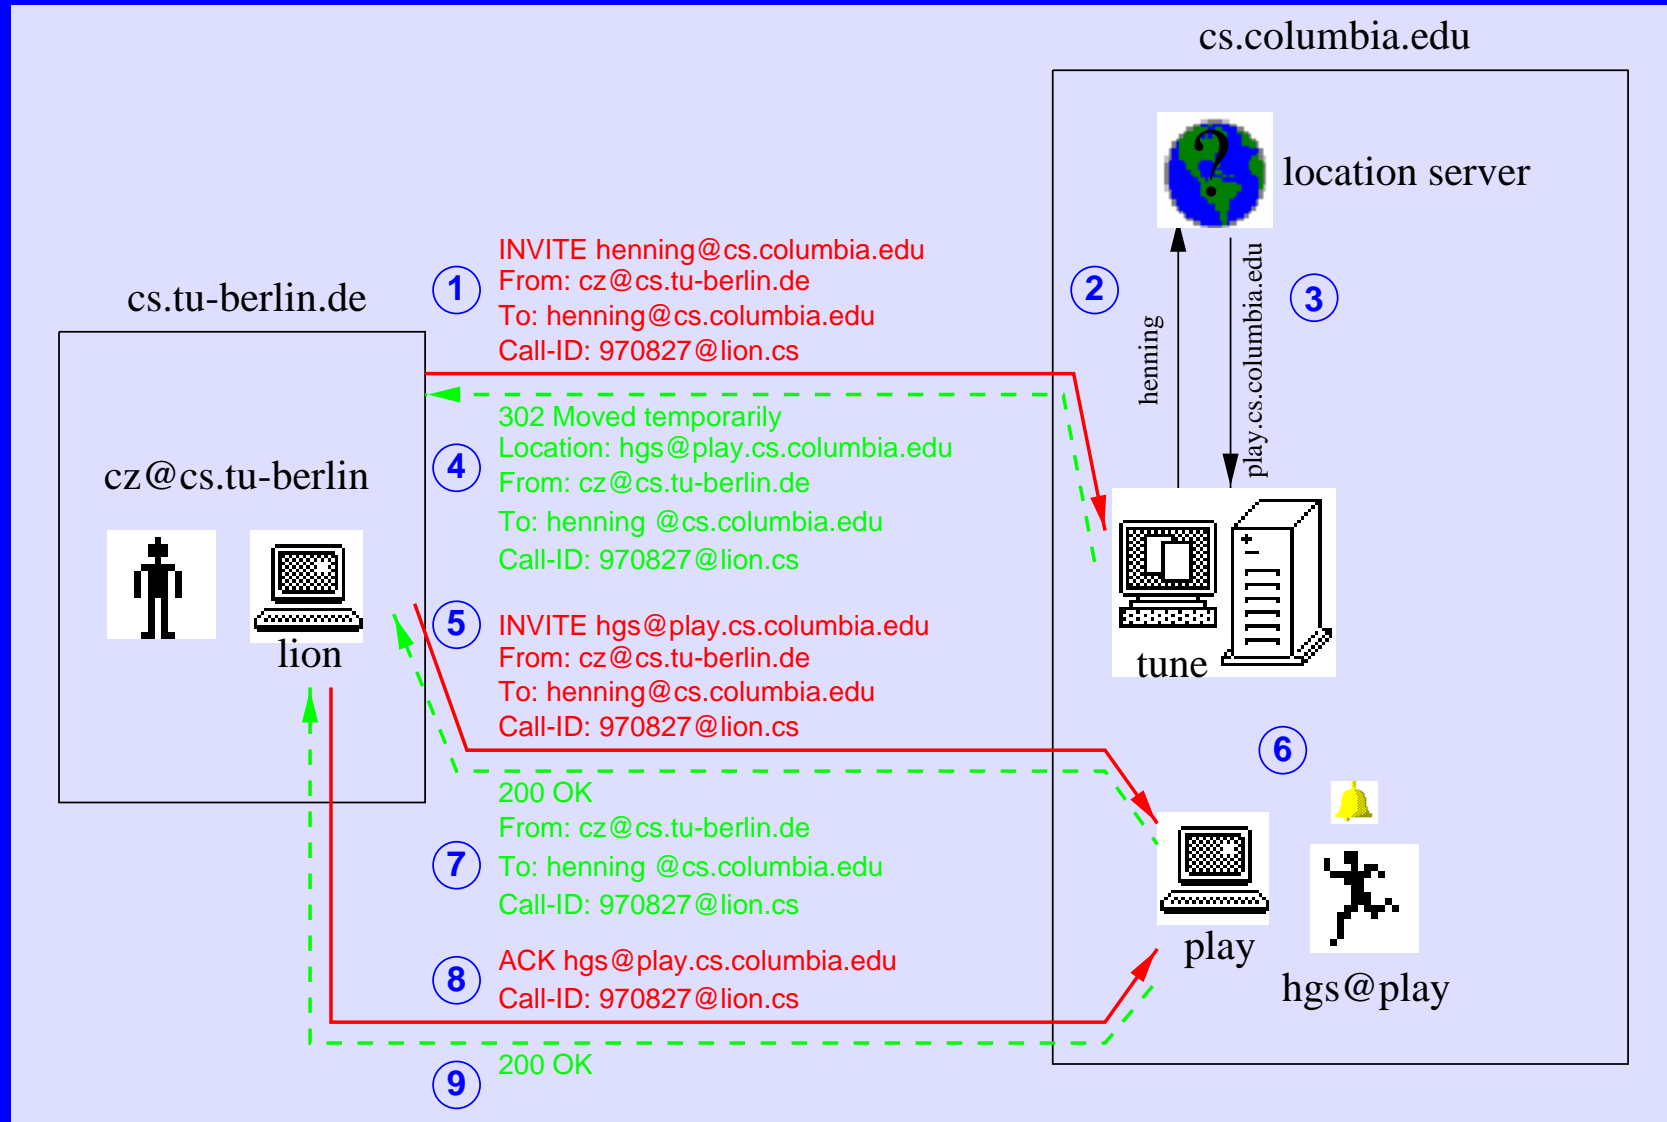 cs.columbia.edu
location server
INVITE henning@cs.columbia.edu
1
From: cz@cs.tu-berlin.de
To: henning@cs.columbia.edu
Call-ID: 970827@lion.cs
2
henning
play.cs.columbia.edu
3
cs.tu-berlin.de
302 Moved temporarily
4
Location: hgs@play.cs.columbia.edu
From: cz@cs.tu-berlin.de
To: henning @cs.columbia.edu
Call-ID: 970827@lion.cs
cz@cs.tu-berlin
lion
tune
5
INVITE hgs@play.cs.columbia.edu
From: cz@cs.tu-berlin.de
To: henning@cs.columbia.edu
Call-ID: 970827@lion.cs
6
200 OK
From: cz@cs.tu-berlin.de
7
To: henning @cs.columbia.edu
Call-ID: 970827@lion.cs
play
hgs@play
8
ACK hgs@play.cs.columbia.edu
Call-ID: 970827@lion.cs
9
200 OK
?